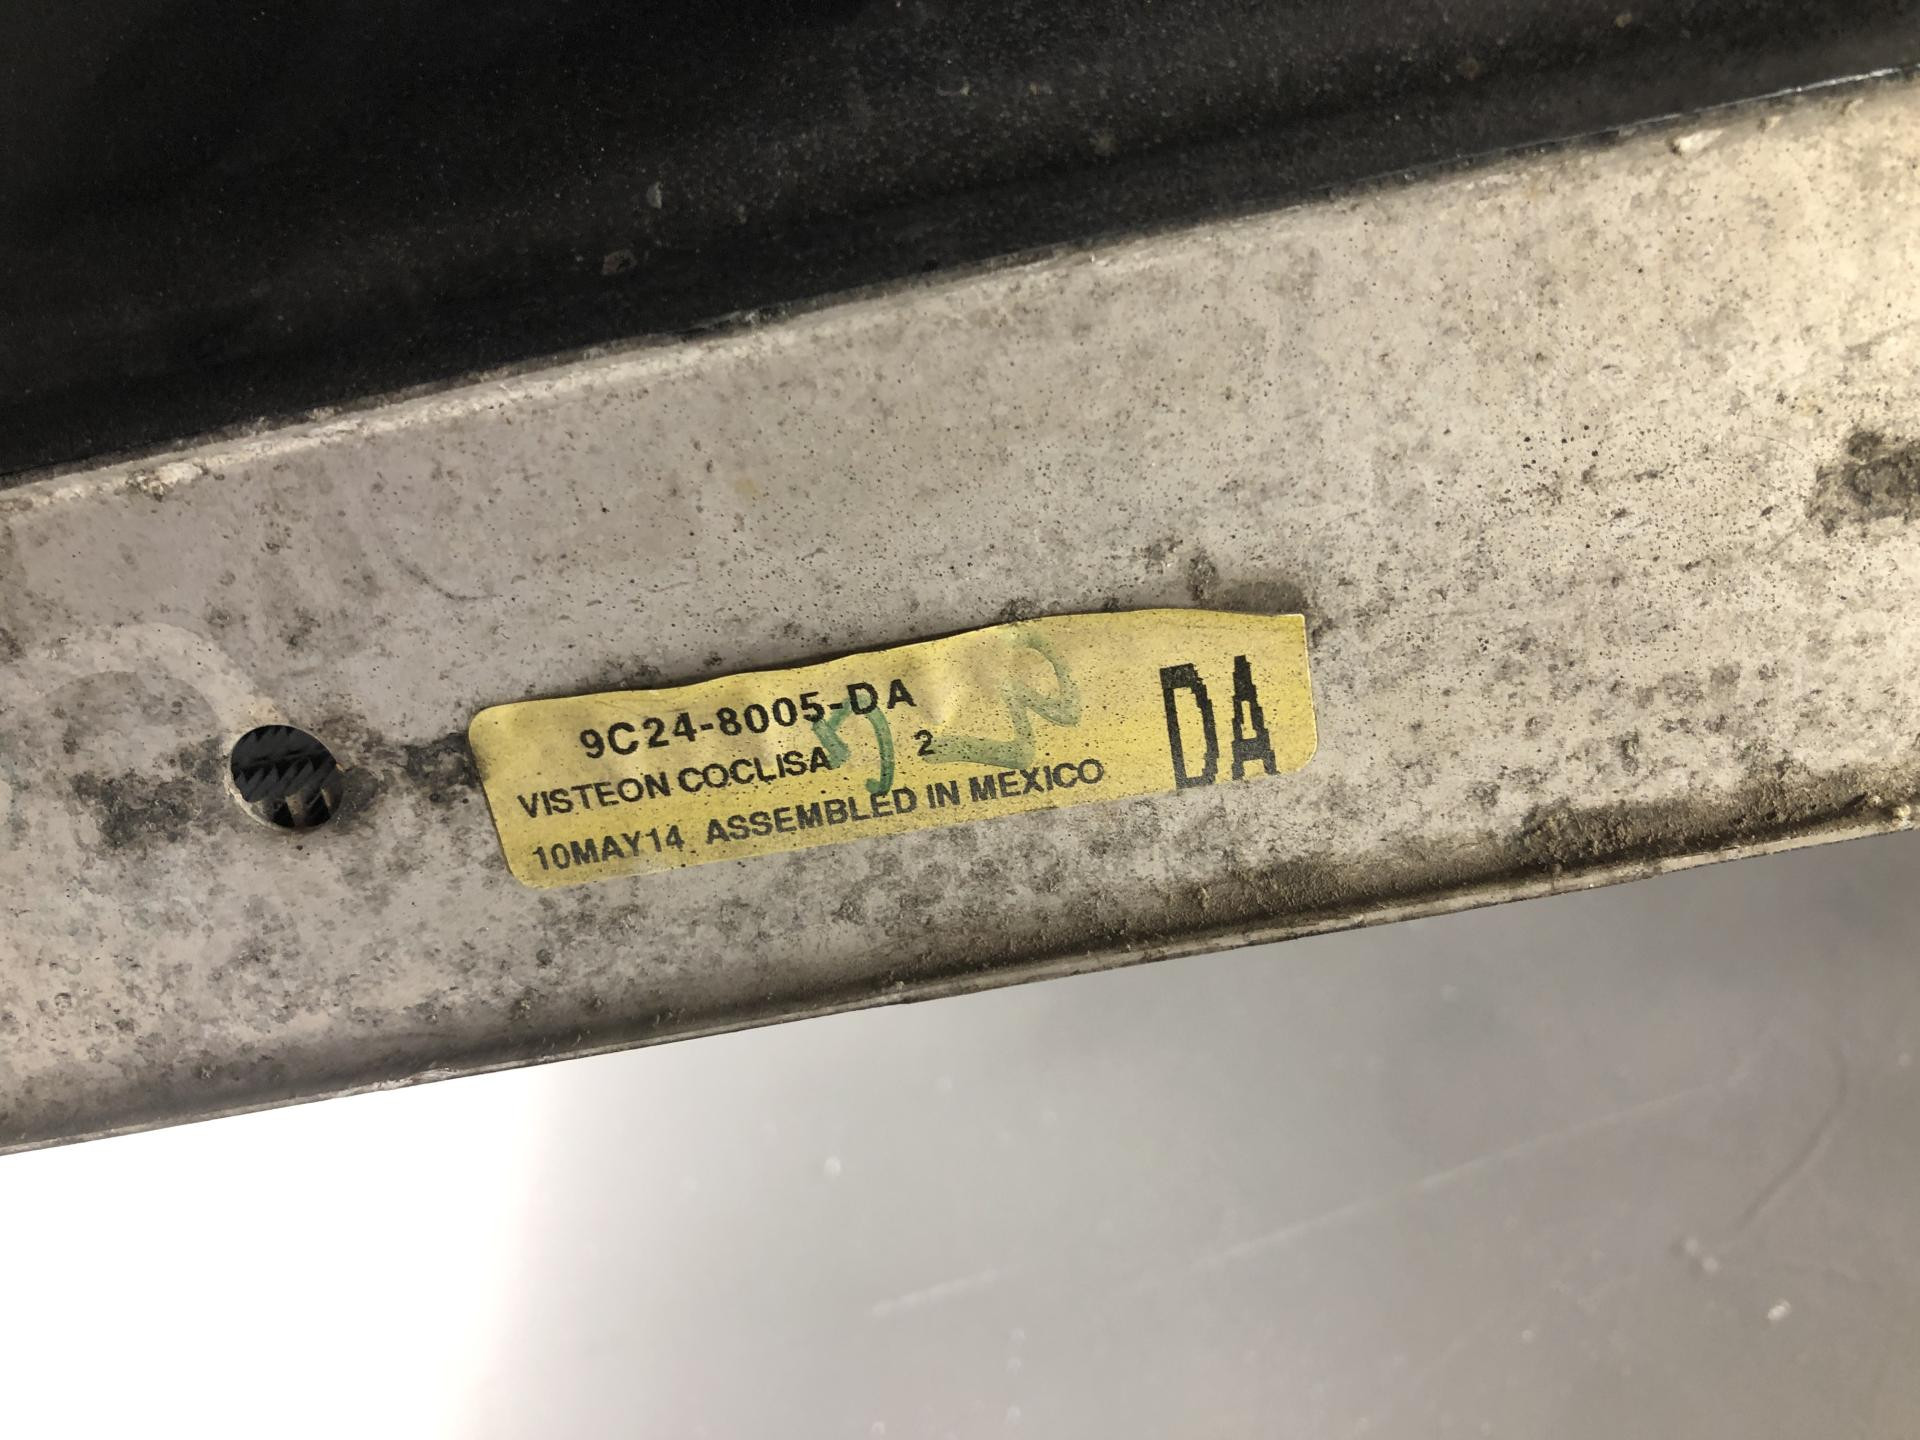 9C24-8005-DA
DA
VISTEON COCLISA 2
10MAY14 ASSEMBLED IN MEXICO